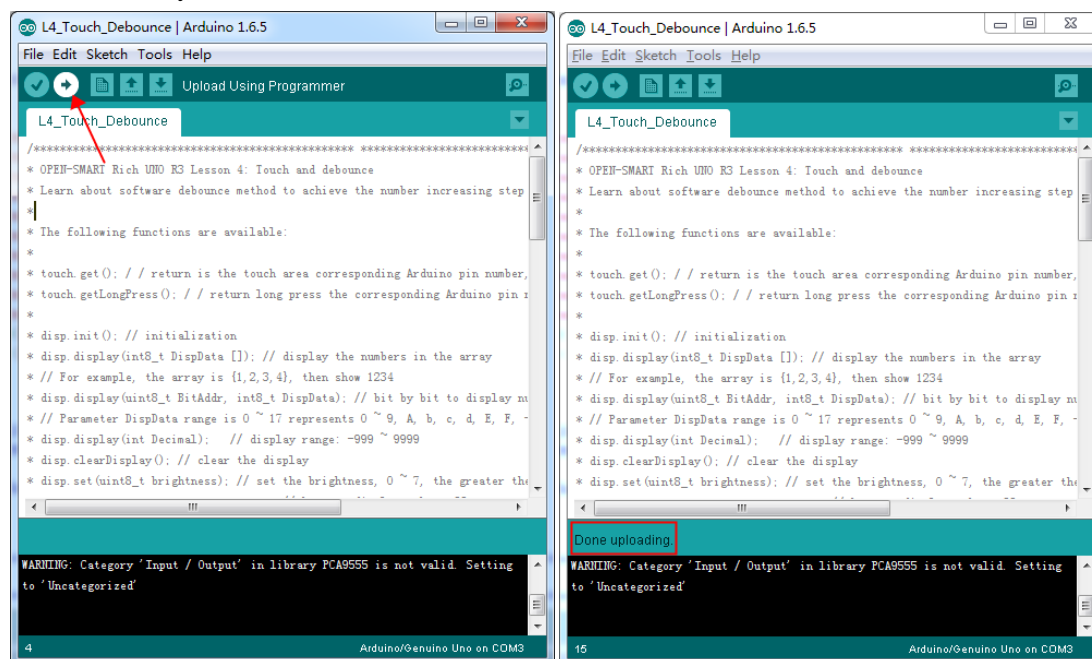 L4_Touch_Debounce | Arduino 1.6.5
File Edit Sketch Tools Help
Upload Using Programmer
L4_Touch_Debounce
/************************************************** *************************
* OPEN-SMART Rich UNO R3 Lesson 4: Touch and debounce
* Learn about software debounce method to achieve the number increasing step
*
* The following functions are available:
*
* touch.get(); / / return is the touch area corresponding Arduino pin number,
* touch.getLongPress(); / / return long press the corresponding Arduino pin
*
* disp.init(); // initialization
* disp.display(int8_t DispData []); // display the numbers in the array
* // For example, the array is {1,2,3,4}, then show 1234
* disp.display(uint8_t BitAddr, int8_t DispData); // bit by bit to display
* // Parameter DispData range is 0 ~ 17 represents 0 ~ 9, A, b, c, d, E, F, -
* disp.display(int Decimal); // display range: -999 ~ 9999
* disp.clearDisplay(); // clear the display
* disp.set(uint8_t brightness); // set the brightness, 0 ~ 7, the greater the
WARNING: Category 'Input / Output' in library PCA9555 is not valid. Setting
to 'Uncategorized'
4
Arduino/Genuino Uno on COM3
L4_Touch_Debounce | Arduino 1.6.5
File Edit Sketch Tools Help
L4_Touch_Debounce
/************************************************** *************************
* OPEN-SMART Rich UNO R3 Lesson 4: Touch and debounce
* Learn about software debounce method to achieve the number increasing step
*
* The following functions are available:
*
* touch.get(); / / return is the touch area corresponding Arduino pin number,
* touch.getLongPress(); / / return long press the corresponding Arduino pin
*
* disp.init(); // initialization
* disp.display(int8_t DispData []); // display the numbers in the array
* // For example, the array is {1,2,3,4}, then show 1234
* disp.display(uint8_t BitAddr, int8_t DispData); // bit by bit to display
* // Parameter DispData range is 0 ~ 17 represents 0 ~ 9, A, b, c, d, E, F, -
* disp.display(int Decimal); // display range: -999 ~ 9999
* disp.clearDisplay(); // clear the display
* disp.set(uint8_t brightness); // set the brightness, 0 ~ 7, the greater the
Done uploading.
WARNING: Category 'Input / Output' in library PCA9555 is not valid. Setting
to 'Uncategorized'
15
Arduino/Genuino Uno on COM3